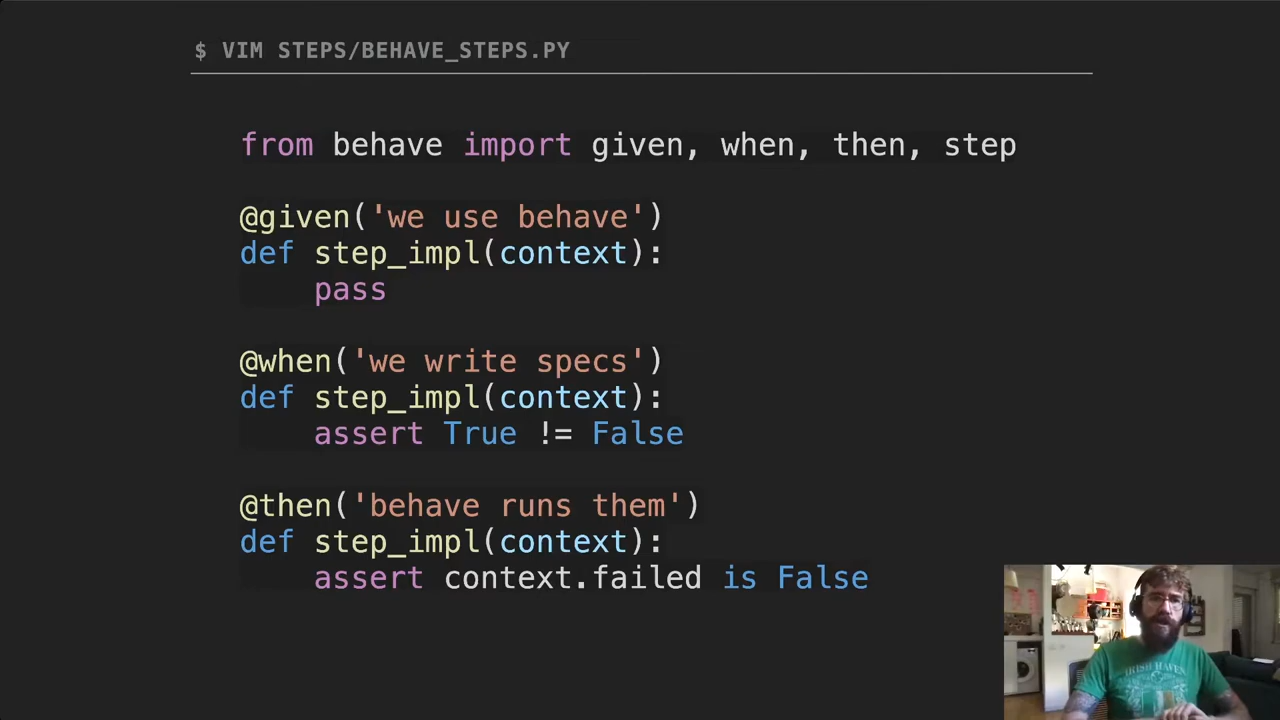 $ VIM STEPS/BEHAVE_STEPS.PY
from behave import given, when, then, step
@given('we use behave')
def step_impl(context):
    pass
@when('we write specs')
def step_impl(context):
    assert True != False
@then('behave runs them')
def step_impl(context):
    assert context.failed is False
IRISH HAVEN